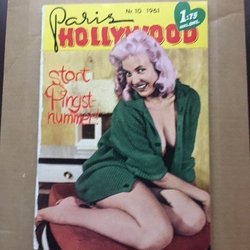 Paris
Nr 10 1961
HOLLYWOOD
1:75
Stort
Pingst-
nummer